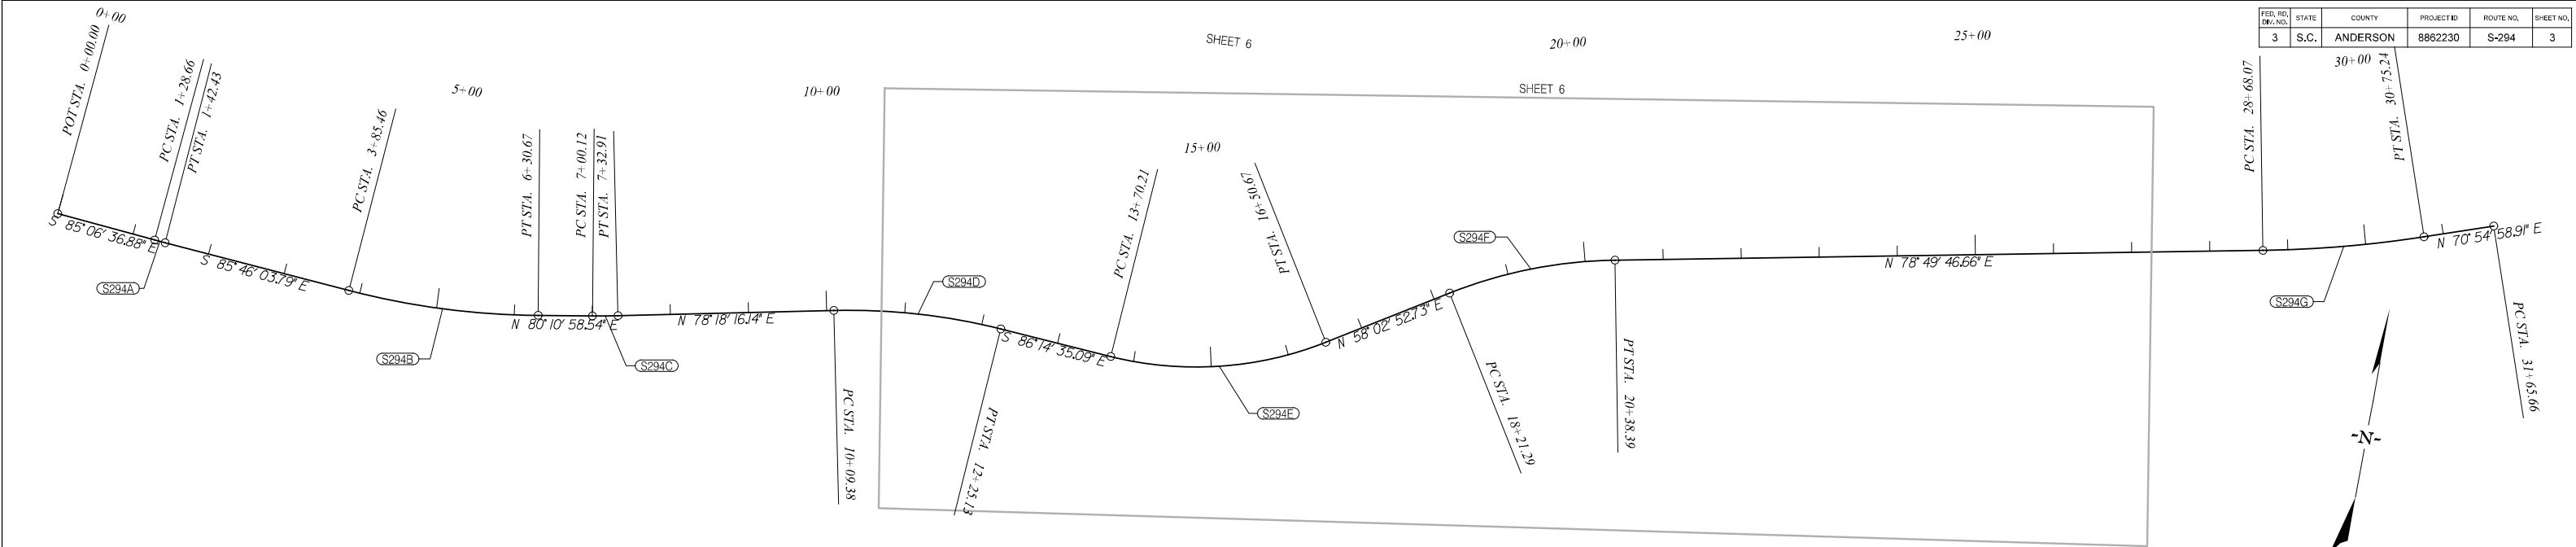 FED. RD. DIV. NO. STATE COUNTY PROJECT ID ROUTE NO. SHEET NO.
3 S.C. ANDERSON 8862230 S-294 3
0+00
5+00
10+00
15+00
20+00
25+00
30+00
SHEET 6
SHEET 6
POT STA. 0+00.00
PC STA. 1+28.66
PT STA. 1+42.43
PC STA. 3+85.46
PT STA. 6+30.67
PC STA. 7+00.12
PT STA. 7+32.91
PC STA. 10+09.38
PT STA. 12+25.13
PC STA. 13+70.21
PT STA. 16+50.67
PC STA. 18+21.29
PT STA. 20+38.39
PC STA. 28+68.07
PT STA. 30+75.24
PC STA. 31+65.66
S 85°06' 36.88" E
S 85°46' 03.79" E
N 80°10' 58.54" E
N 78°18' 16.14" E
S 86°14' 35.09" E
N 58°02' 52.73" E
N 78°49' 46.66" E
N 70°54' 58.91" E
S294A
S294B
S294C
S294D
S294E
S294F
S294G
~N~